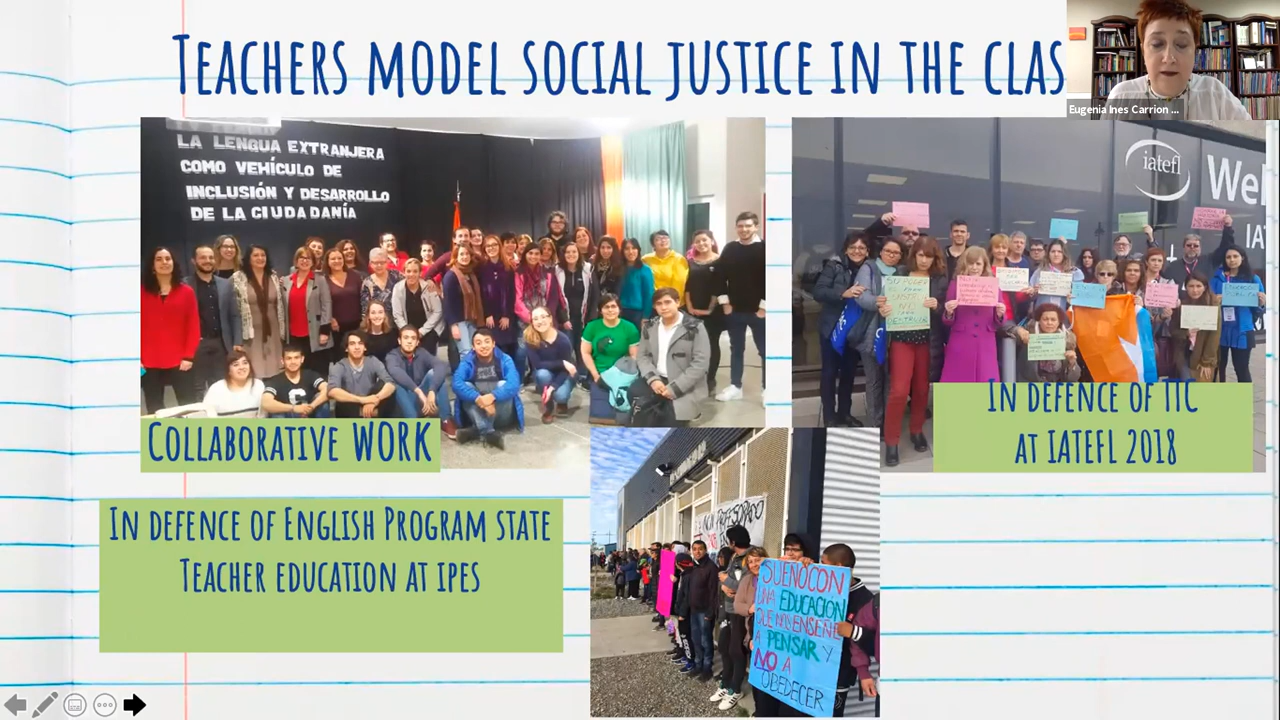 TEACHERS MODEL SOCIAL JUSTICE IN THE CLAS
Eugenia Ines Carrion ...
LA LENGUA EXTRANJERA
COMO VEHÍCULO DE
INCLUSIÓN Y DESARROLLO
DE LA CIUDADANÍA
COLLABORATIVE WORK
iatefl
Wel
IAT
IN DEFENCE OF TTC
AT IATEFL 2018
IN DEFENCE OF ENGLISH PROGRAM STATE
TEACHER EDUCATION AT IPES
PROFESORADO
SUEÑO CON
UNA EDUCACIÓN
QUE NOS ENSEÑE
A PENSAR Y
NO A
OBEDECER